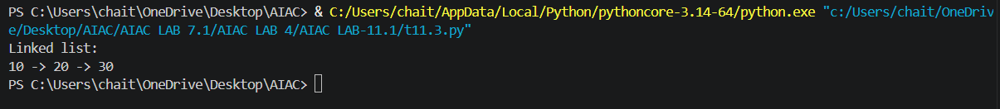 PS C:\Users\chait\OneDrive\Desktop\AIAC> & C:/Users/chait/AppData/Local/Python/pythoncore-3.14-64/python.exe "c:/Users/chait/OneDriv
e/Desktop/AIAC/AIAC LAB 7.1/AIAC LAB 4/AIAC LAB-11.1/t11.3.py"
Linked list:
10 -> 20 -> 30
PS C:\Users\chait\OneDrive\Desktop\AIAC>